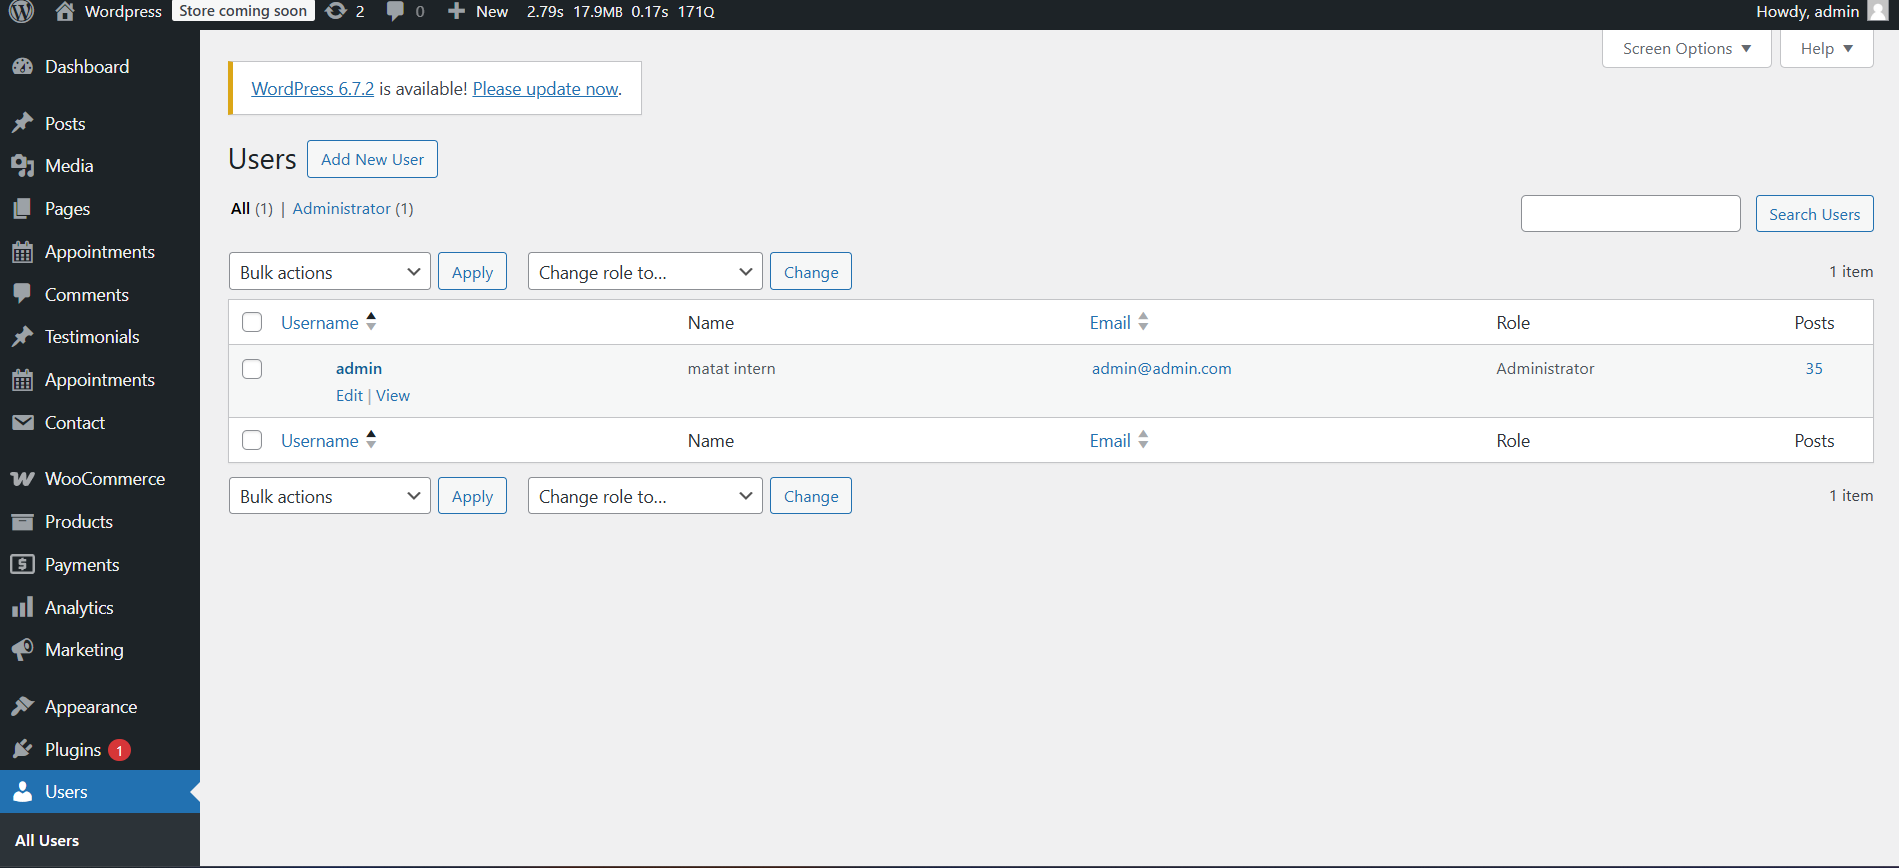 Wordpress Store coming soon 2 0 New 2.79s 17.9MB 0.17s 171Q Howdy, admin
Screen Options Help
Dashboard
Posts
Media
Pages
Appointments
Comments
Testimonials
Appointments
Contact
WooCommerce
Products
Payments
Analytics
Marketing
Appearance
Plugins 1
Users
All Users
WordPress 6.7.2 is available! Please update now.
Users Add New User
All (1) | Administrator (1)
Search Users
Bulk actions Apply Change role to... Change 1 item
Username Name Email Role Posts
admin matat intern admin@admin.com Administrator 35
Edit | View
Username Name Email Role Posts
Bulk actions Apply Change role to... Change 1 item